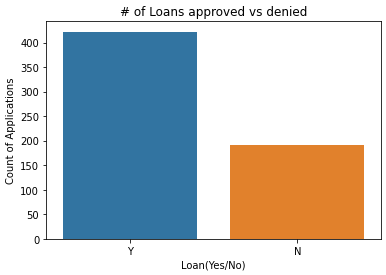 # of Loans approved vs denied
400
350
300
250
200
150
100
50
0
Count of Applications
Y N
Loan(Yes/No)